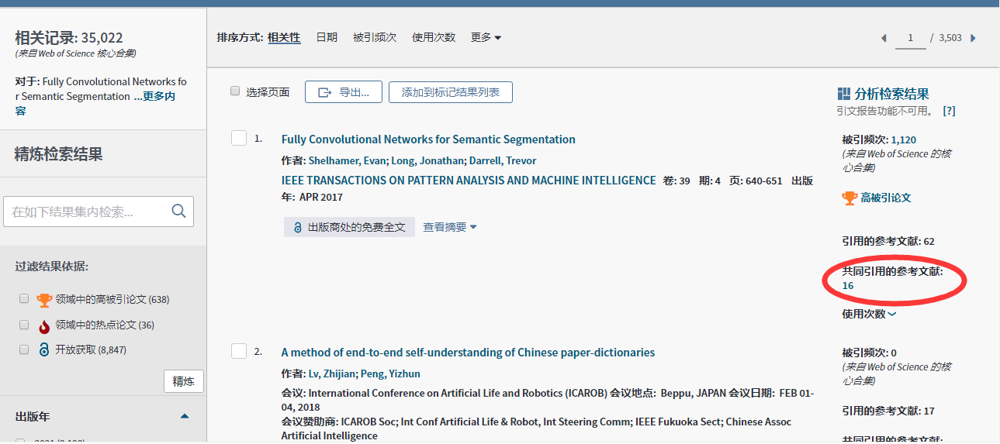 相关记录: 35,022
(来自 Web of Science 核心合集)
对于: Fully Convolutional Networks fo
r Semantic Segmentation ...更多内
容
精炼检索结果
在如下结果集内检索...
过滤结果依据:
领域中的高被引论文 (638)
领域中的热点论文 (36)
开放获取 (8,847)
精炼
出版年
排序方式: 相关性 日期 被引频次 使用次数 更多
1 / 3,503
选择页面 导出... 添加到标记结果列表
分析检索结果
引文报告功能不可用。 [?]
1. Fully Convolutional Networks for Semantic Segmentation
作者: Shelhamer, Evan; Long, Jonathan; Darrell, Trevor
IEEE TRANSACTIONS ON PATTERN ANALYSIS AND MACHINE INTELLIGENCE 卷: 39 期: 4 页: 640-651 出版
年: APR 2017
出版商处的免费全文 查看摘要
被引频次: 1,120
(来自 Web of Science 的核
心合集)
高被引论文
引用的参考文献: 62
共同引用的参考文献:
16
使用次数
2. A method of end-to-end self-understanding of Chinese paper-dictionaries
作者: Lv, Zhijian; Peng, Yizhun
会议: International Conference on Artificial Life and Robotics (ICAROB) 会议地点: Beppu, JAPAN 会议日期: FEB 01-
04, 2018
会议赞助商: ICAROB Soc; Int Conf Artificial Life & Robot, Int Steering Comm; IEEE Fukuoka Sect; Chinese Assoc
Artificial Intelligence
被引频次: 0
(来自 Web of Science 的核
心合集)
引用的参考文献: 17
共同引用的参考文献: